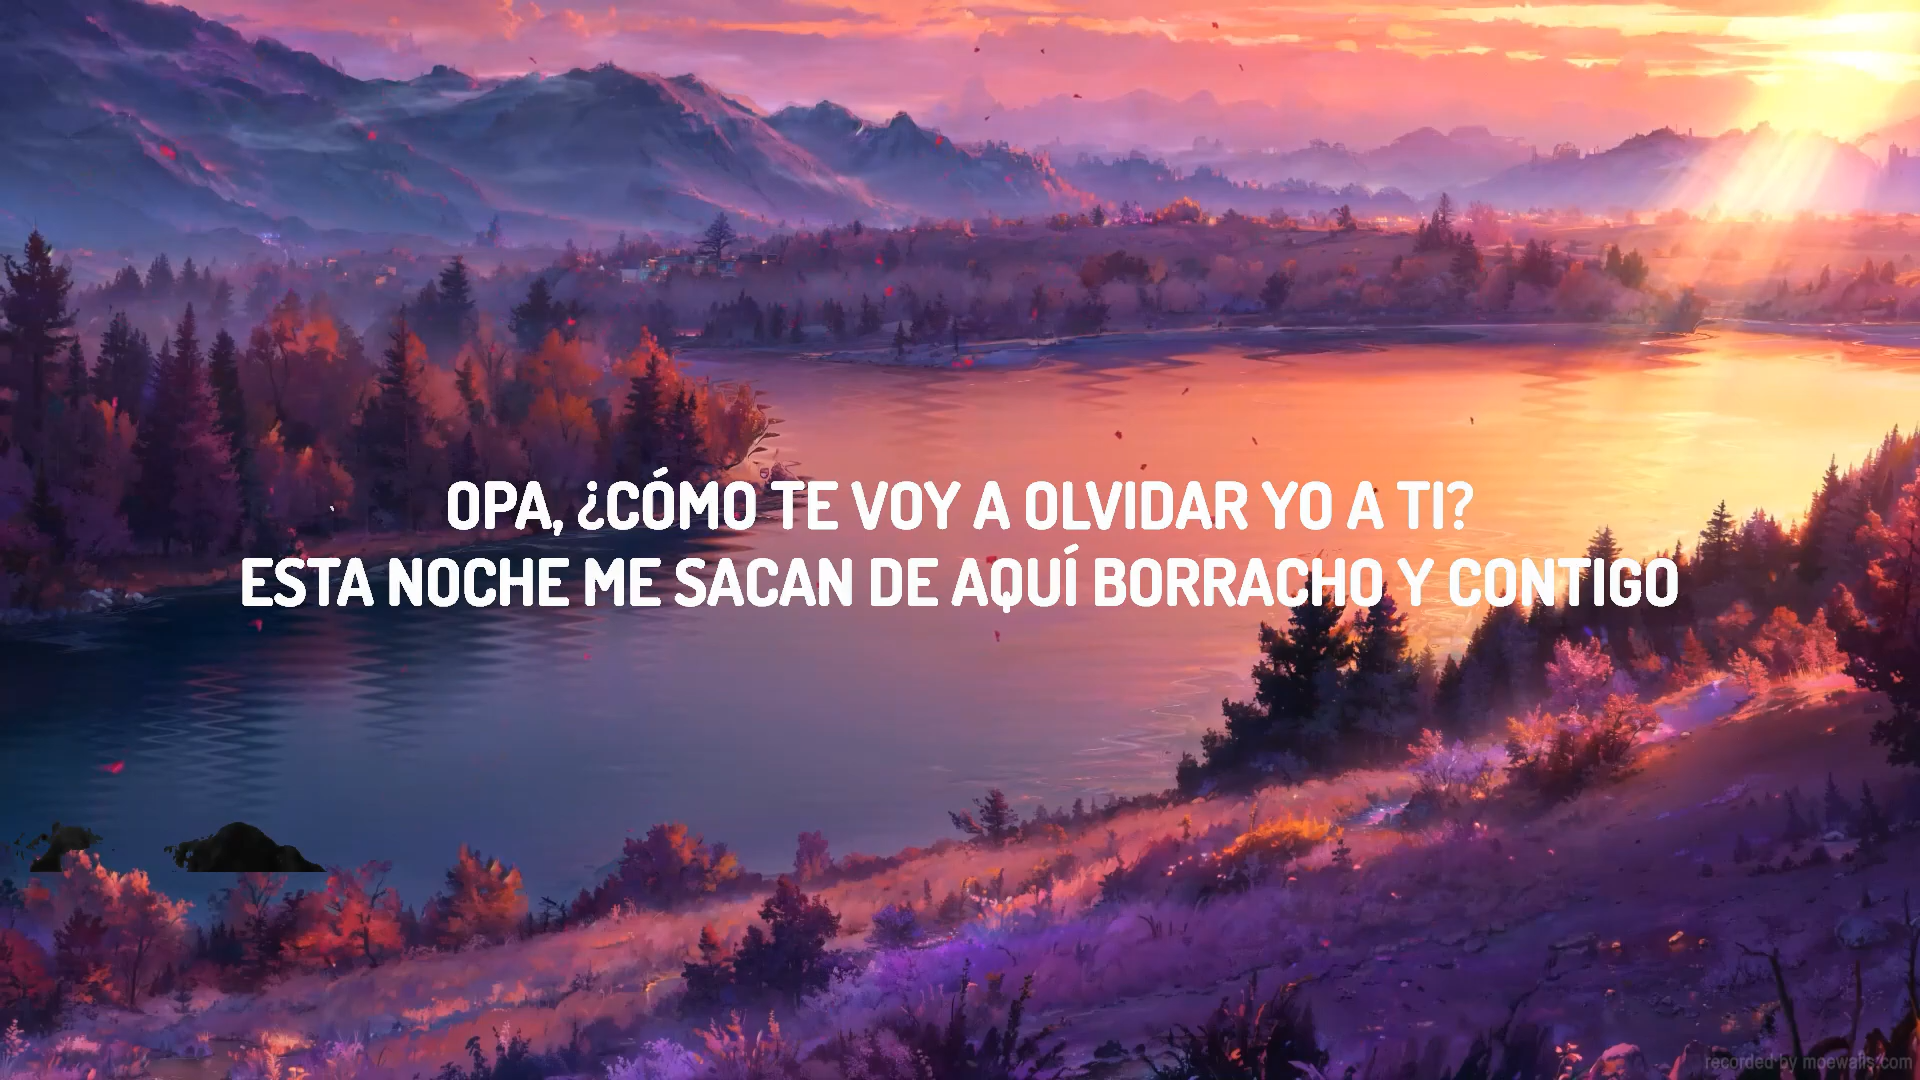 OPA, ¿CÓMO TE VOY A OLVIDAR YO A TI?
ESTA NOCHE ME SACAN DE AQUÍ BORRACHO Y CONTIGO
recorded by moewalls.com